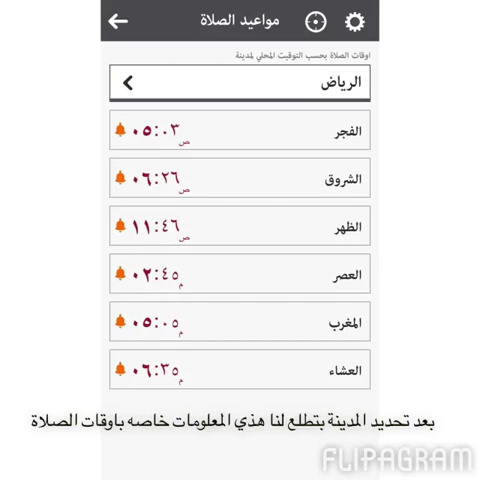 مواعيد الصلاة
اوقات الصلاة بحسب التوقيت المحلي لمدينة
الرياض
الفجر ٠٥:٠٣ ص
الشروق ٠٦:٢٦ ص
الظهر ١١:٤٦ ص
العصر ٠٢:٤٥ م
المغرب ٠٥:٠٥ م
العشاء ٠٦:٣٥ م
بعد تحديد المدينة بتطلع لنا هذي المعلومات خاصه باوقات الصلاة
FLIPAGRAM